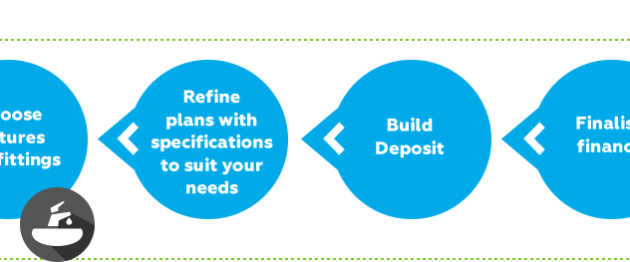 oose
tures
fittings
Refine
plans with
specifications
to suit your
needs
Build
Deposit
Finalis
financ